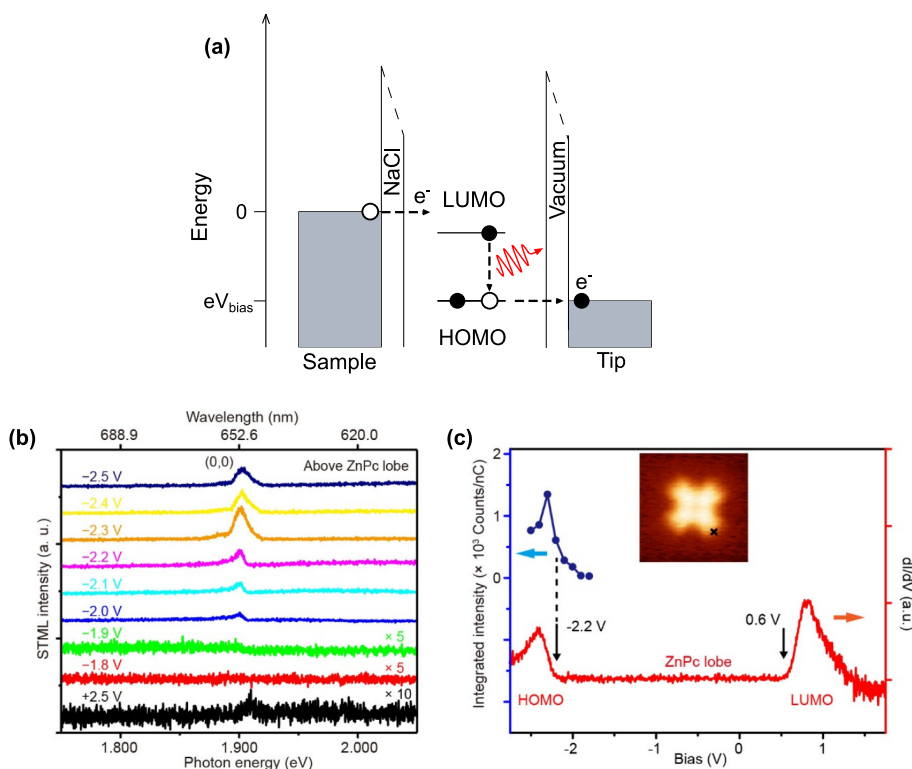 (a)
Energy
0
eVbias
NaCl
e-
LUMO
HOMO
Vacuum
e-
Sample
Tip
(b)
Wavelength (nm)
688.9 652.6 620.0
(0,0)
Above ZnPc lobe
−2.5 V
−2.4 V
−2.3 V
−2.2 V
−2.1 V
−2.0 V
−1.9 V × 5
−1.8 V × 5
+2.5 V × 10
STML intensity (a. u.)
1.800 1.900 2.000
Photon energy (eV)
(c)
Integrated intensity (× 10³ Counts/nC)
2
1
0
-2.2 V
0.6 V
ZnPc lobe
HOMO
LUMO
dI/dV (a.u.)
-2 -1 0 1
Bias (V)